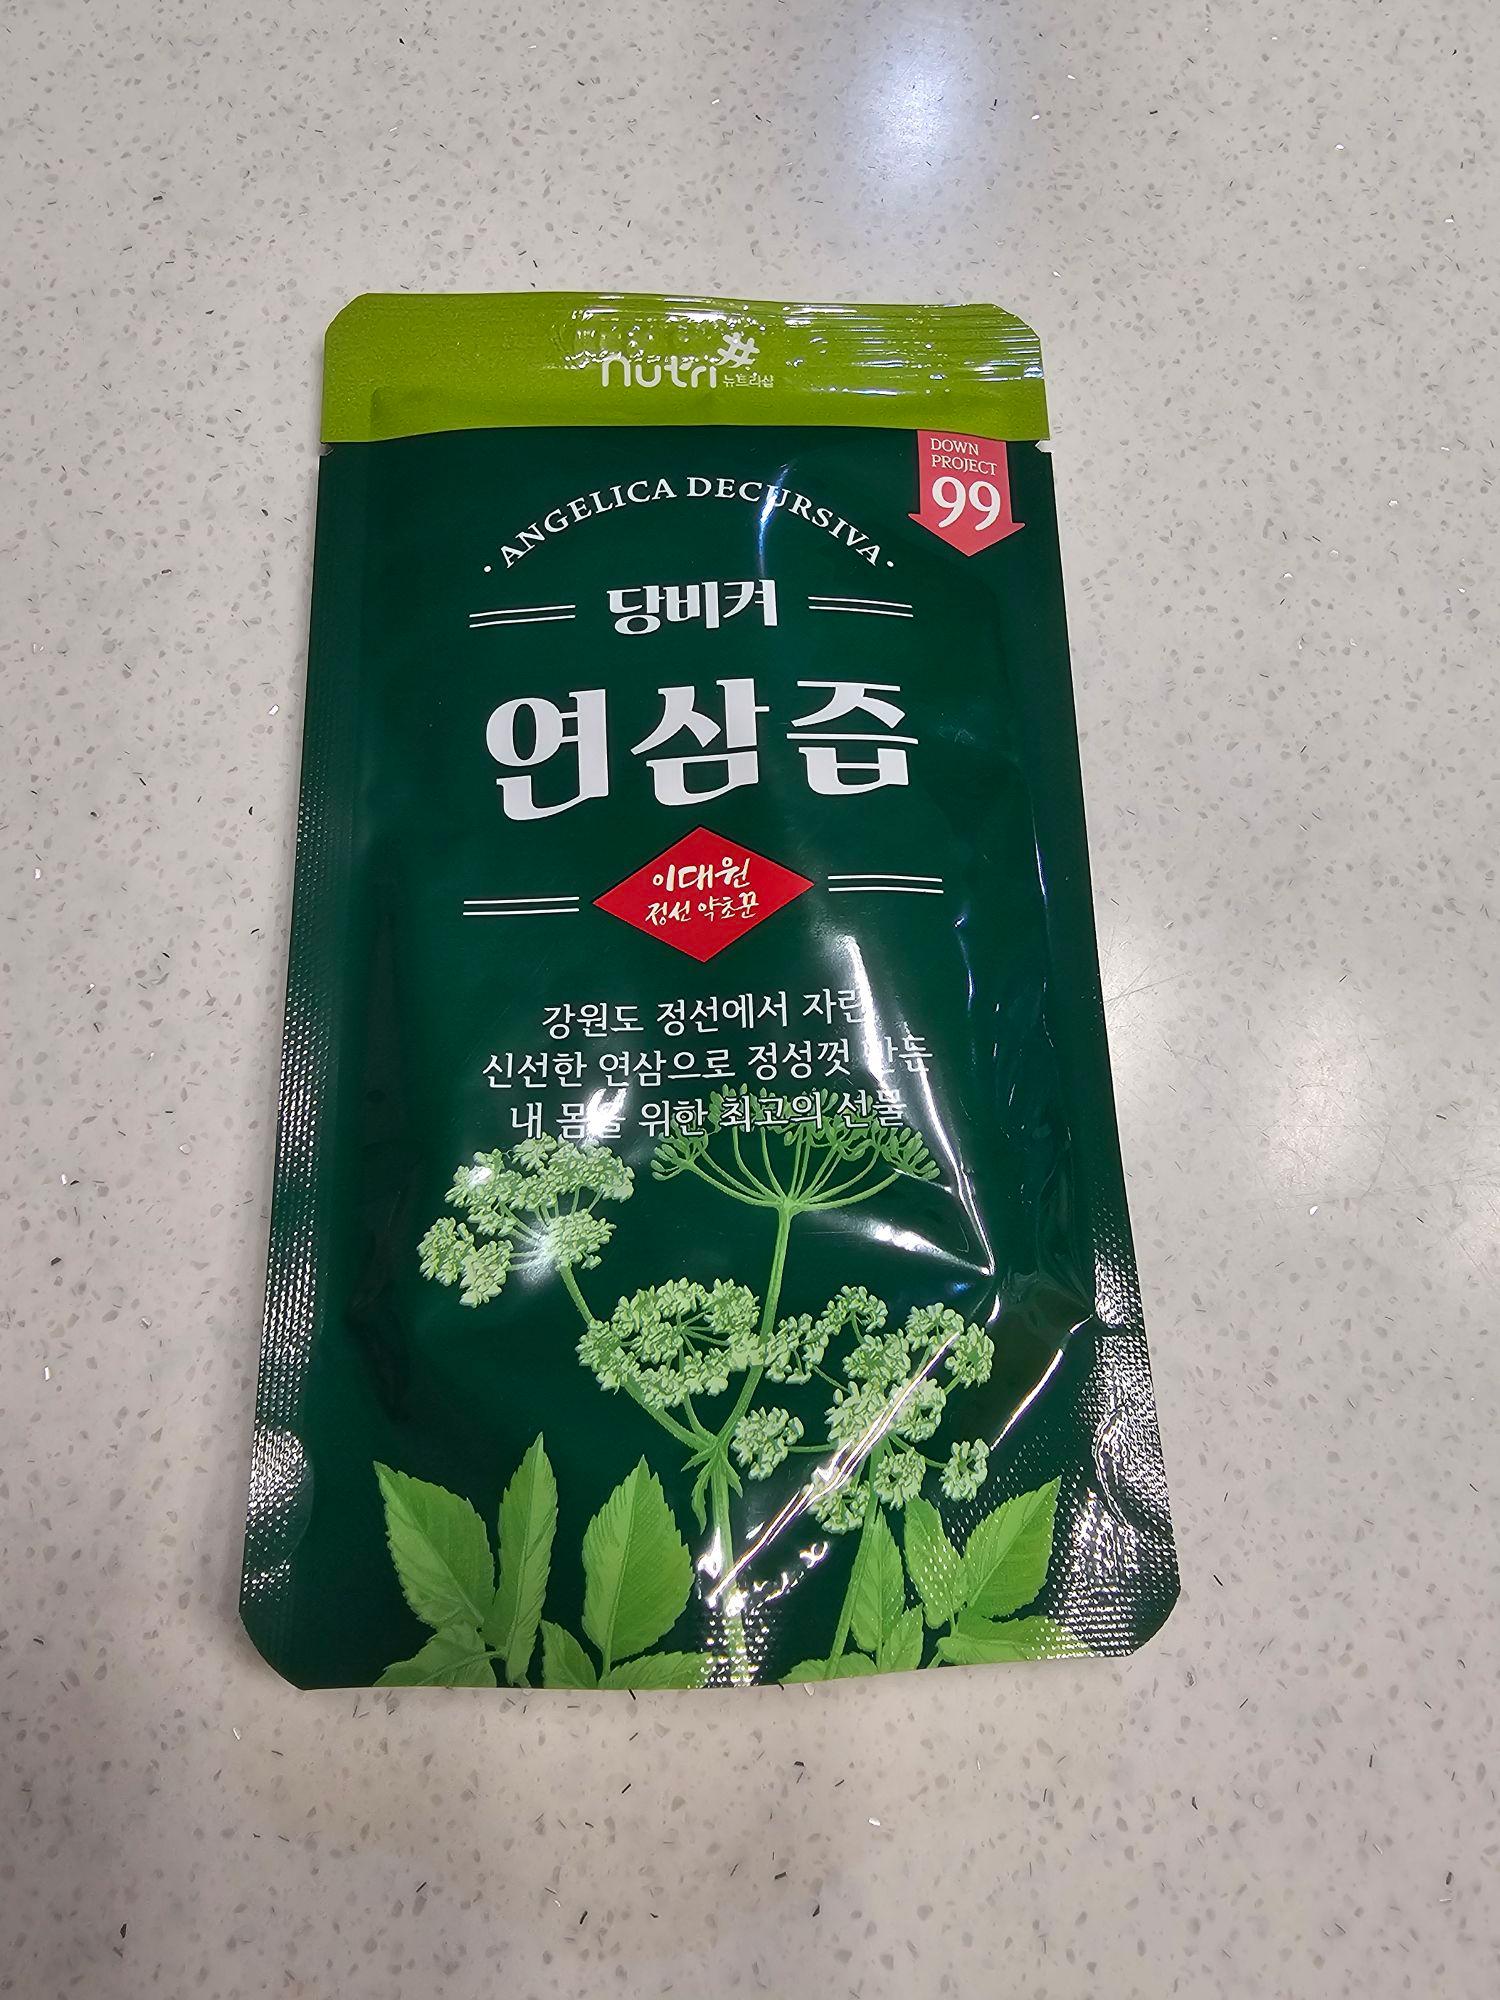 nutri
뉴트리샵
DOWN
PROJECT
99
ANGELICA DECURSIVA
당비켜
연삼즙
이대원
정선 약초꾼
강원도 정선에서 자란
신선한 연삼으로 정성껏 만든
내 몸을 위한 최고의 선물